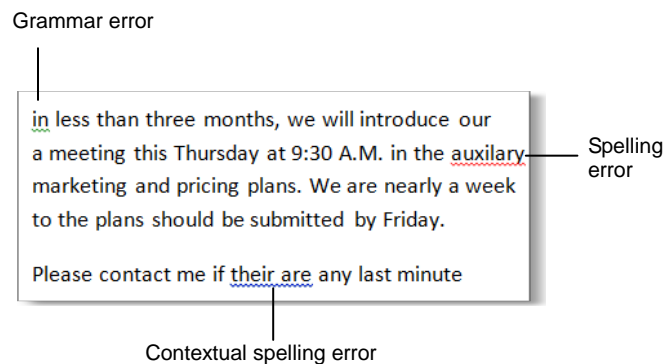 Grammar error
in less than three months, we will introduce our
a meeting this Thursday at 9:30 A.M. in the auxilary
marketing and pricing plans. We are nearly a week
to the plans should be submitted by Friday.
Please contact me if their are any last minute
Spelling
error
Contextual spelling error